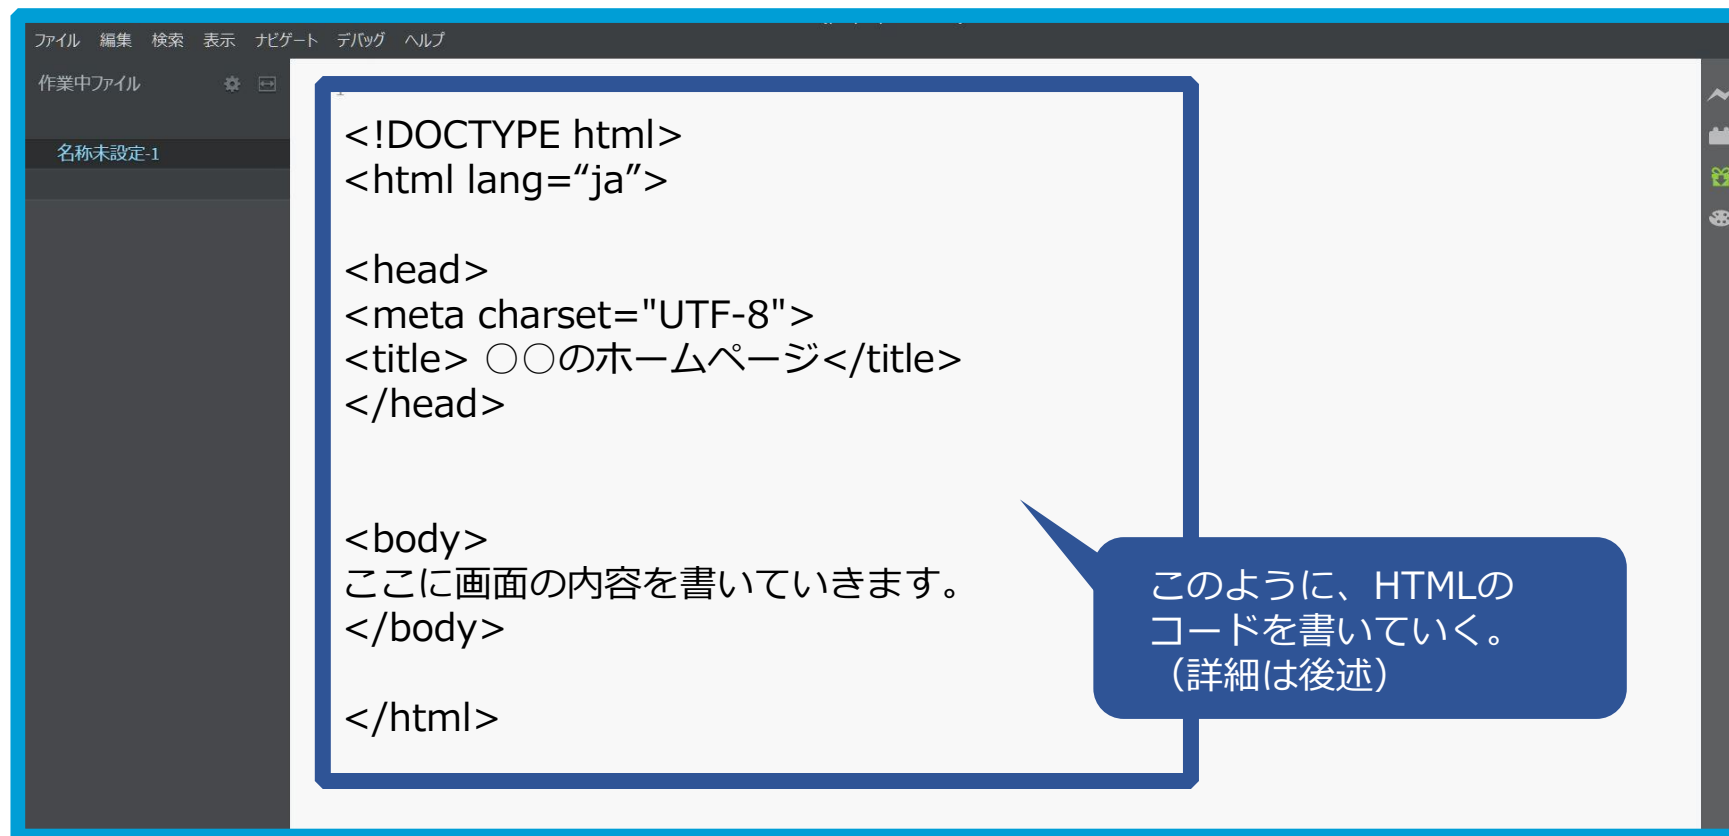 ファイル 編集 検索 表示 ナビゲート デバッグ ヘルプ
作業中ファイル
名称未設定-1
<!DOCTYPE html>
<html lang=“ja”>
<head>
<meta charset="UTF-8">
<title> ○○のホームページ</title>
</head>
<body>
ここに画面の内容を書いていきます。
</body>
</html>
このように、HTMLの
コードを書いていく。
（詳細は後述）